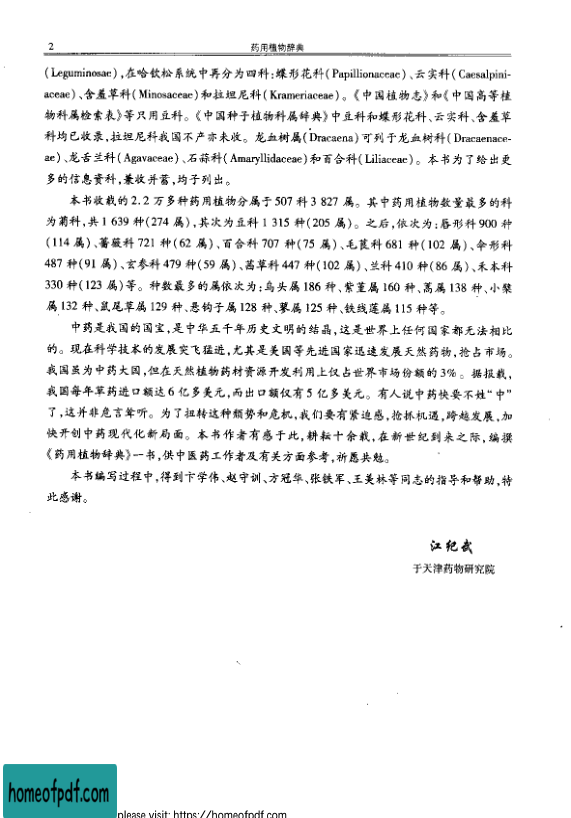 2
药用植物辞典
(Leguminosae),在哈钦松系统中再分为四科:蝶形花科(Papillionaceae)、云实科(Caesalpini-
aceae)、含羞草科(Minosaceae)和拉坦尼科(Krameriaceae)。《中国植物志》和《中国高等植
物科属检索表》等只用豆科。《中国种子植物科属辞典》中豆科和蝶形花科、云实科、含羞草
科均已收录,拉坦尼科我国不产亦未收。龙血树属(Dracaena)可列于龙血树科(Dracaenace-
ae)、龙舌兰科(Agavaceae)、石蒜科(Amaryllidaceae)和百合科(Liliaceae)。本书为了给出更
多的信息资料,兼收并蓄,均予列出。
本书收载的2.2万多种药用植物分属于507科3 827属。其中药用植物数量最多的科
为菊科,共1 639种(274属),其次为豆科1 315种(205属)。之后,依次为:唇形科900种
(114属)、蔷薇科721种(62属)、百合科707种(75属)、毛茛科681种(102属)、伞形科
487种(91属)、玄参科479种(59属)、茜草科447种(102属)、兰科410种(86属)、禾本科
330种(123属)等。种数最多的属依次为:乌头属186种、紫堇属160种、蒿属138种、小檗
属132种、鼠尾草属129种、悬钩子属128种、蓼属125种、铁线莲属115种等。
中药是我国的国宝,是中华五千年历史文明的结晶,这是世界上任何国家都无法相比
的。现在科学技术的发展突飞猛进,尤其是美国等先进国家迅速发展天然药物,抢占市场。
我国虽为中药大国,但在天然植物药材资源开发利用上仅占世界市场份额的3%。据报载,
我国每年草药进口额达6亿多美元,而出口额仅有5亿多美元。有人说中药快要不姓“中”
了,这并非危言耸听。为了扭转这种颓势和危机,我们要有紧迫感,抢抓机遇,跨越发展,加
快开创中药现代化新局面。本书作者有感于此,耕耘十余载,在新世纪到来之际,编撰
《药用植物辞典》一书,供中医药工作者及有关方面参考,祈愿共勉。
本书编写过程中,得到卞学伟、赵守训、方冠华、张铁军、王美林等同志的指导和帮助,特
此感谢。
江纪武
于天津药物研究院
homeofpdf.com
please visit: https://homeofpdf.com